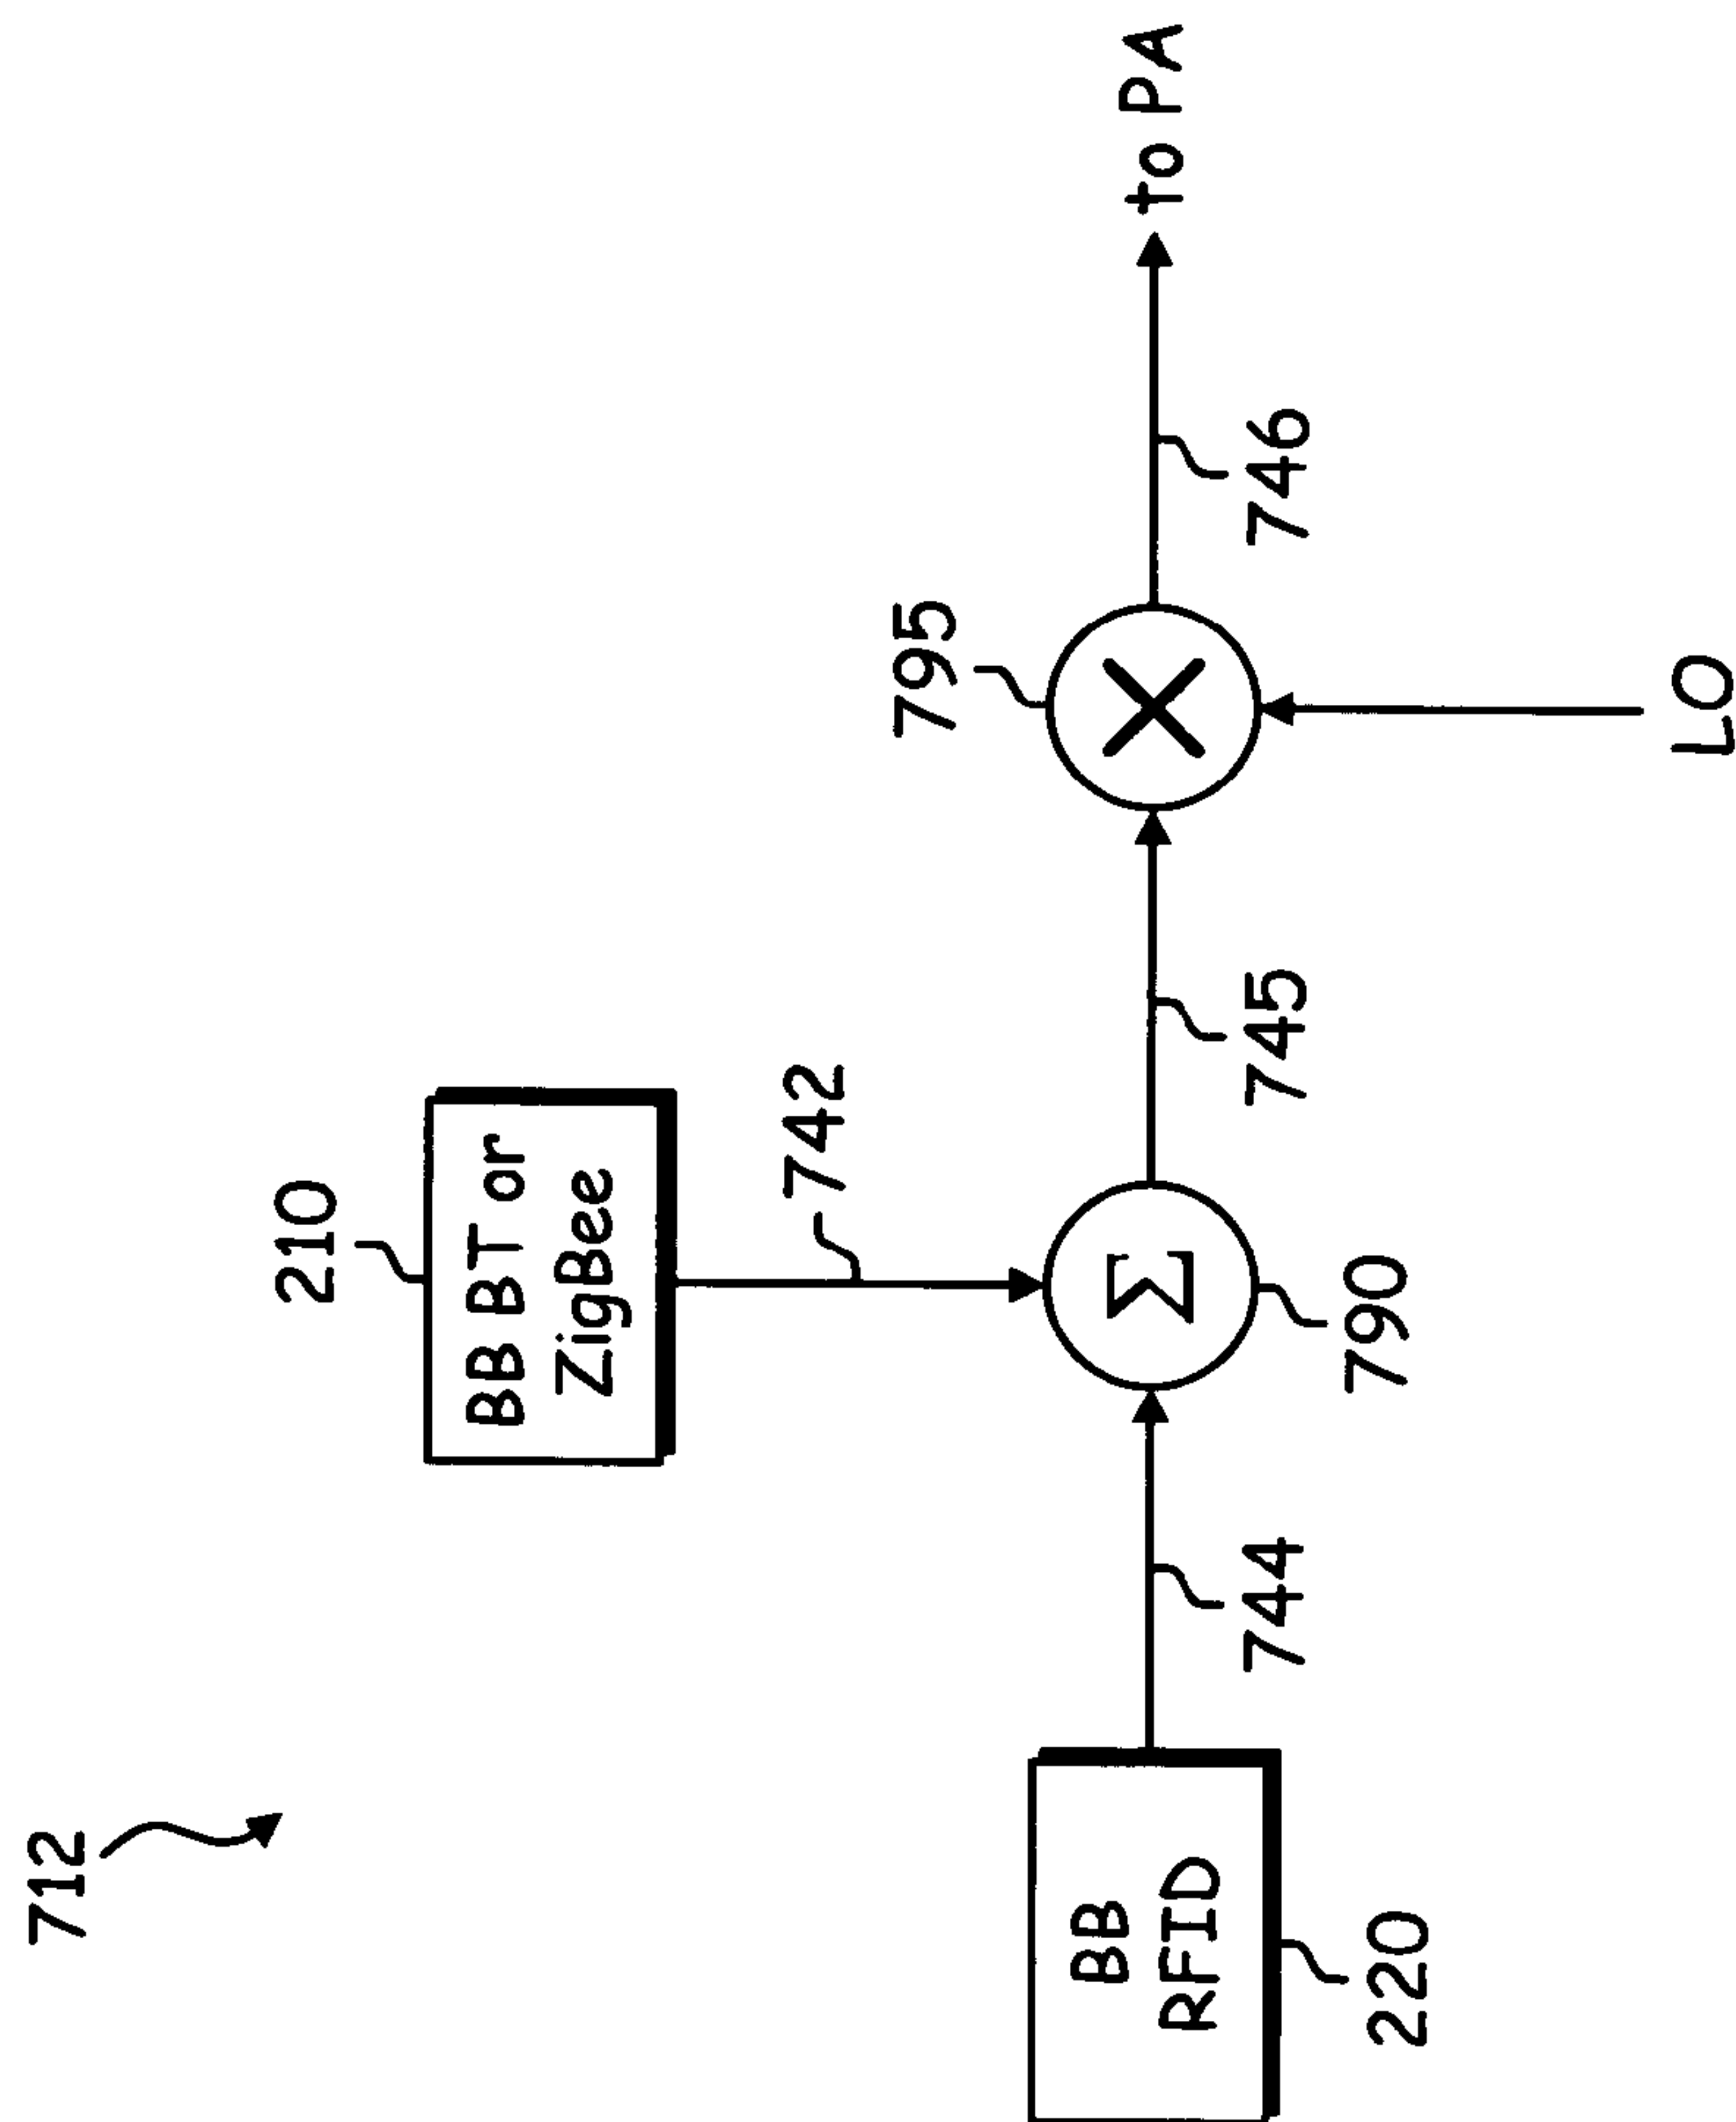 712
210
BB BT or
ZigBee
742
795
to PA
BB
RFID
220
744
Σ
790
745
746
LO